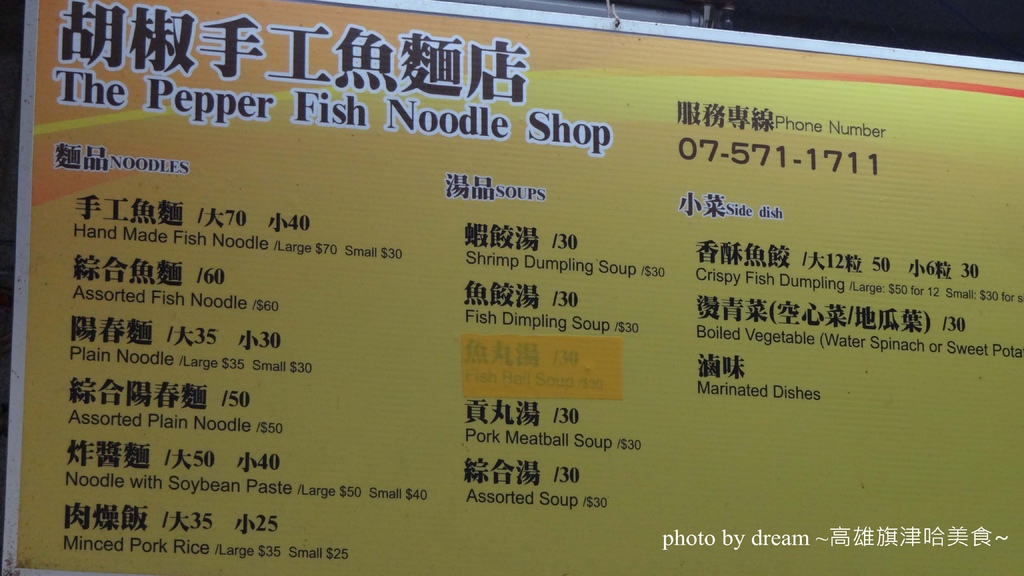 胡椒手工魚麵店
The Pepper Fish Noodle Shop
服務專線Phone Number
07-571-1711
麵品NOODLES
手工魚麵 /大70 小40
Hand Made Fish Noodle /Large $70 Small $30
綜合魚麵 /60
Assorted Fish Noodle /$60
陽春麵 /大35 小30
Plain Noodle /Large $35 Small $30
綜合陽春麵 /50
Assorted Plain Noodle /$50
炸醬麵 /大50 小40
Noodle with Soybean Paste /Large $50 Small $40
肉燥飯 /大35 小25
Minced Pork Rice /Large $35 Small $25
湯品SOUPS
蝦餃湯 /30
Shrimp Dumpling Soup /$30
魚餃湯 /30
Fish Dimpling Soup /$30
魚丸湯 /30
Fish Ball Soup /$30
貢丸湯 /30
Pork Meatball Soup /$30
綜合湯 /30
Assorted Soup /$30
小菜Side dish
香酥魚餃 /大12粒 50 小6粒 30
Crispy Fish Dumpling /Large: $50 for 12 Small: $30 for
燙青菜(空心菜/地瓜葉) /30
Boiled Vegetable (Water Spinach or Sweet
滷味
Marinated Dishes
photo by dream ~高雄旗津哈美食~